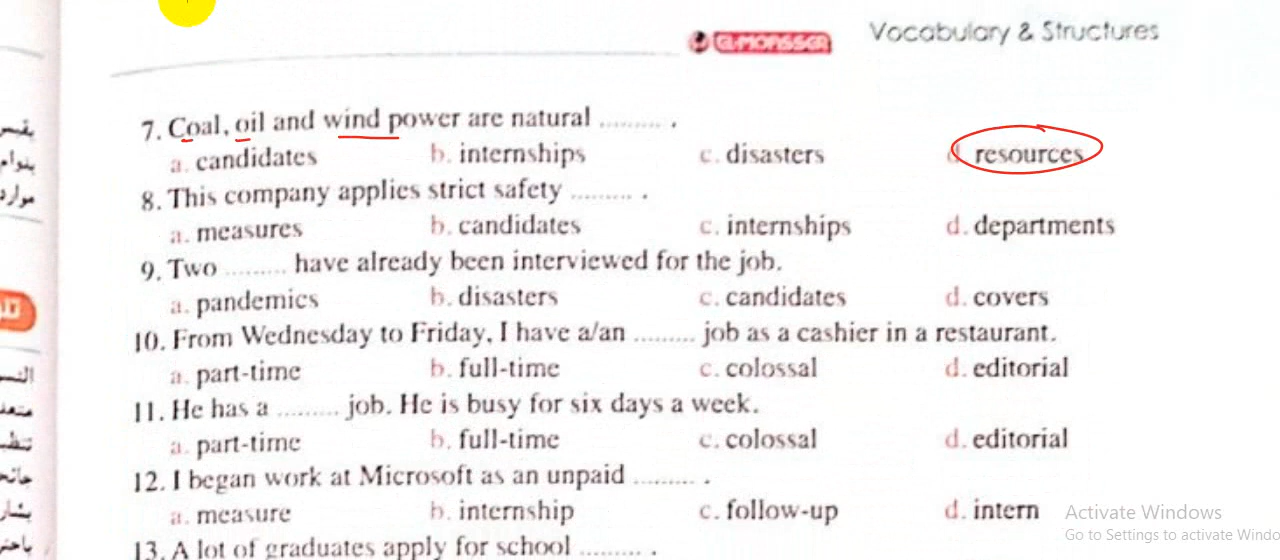 EL-MOASSER
Vocabulary & Structures
7. Coal, oil and wind power are natural .......... .
a. candidates b. internships c. disasters d. resources
8. This company applies strict safety .......... .
a. measures b. candidates c. internships d. departments
9. Two .......... have already been interviewed for the job.
a. pandemics b. disasters c. candidates d. covers
10. From Wednesday to Friday, I have a/an .......... job as a cashier in a restaurant.
a. part-time b. full-time c. colossal d. editorial
11. He has a .......... job. He is busy for six days a week.
a. part-time b. full-time c. colossal d. editorial
12. I began work at Microsoft as an unpaid .......... .
a. measure b. internship c. follow-up d. intern
13. A lot of graduates apply for school .......... .
Activate Windows
Go to Settings to activate Windo